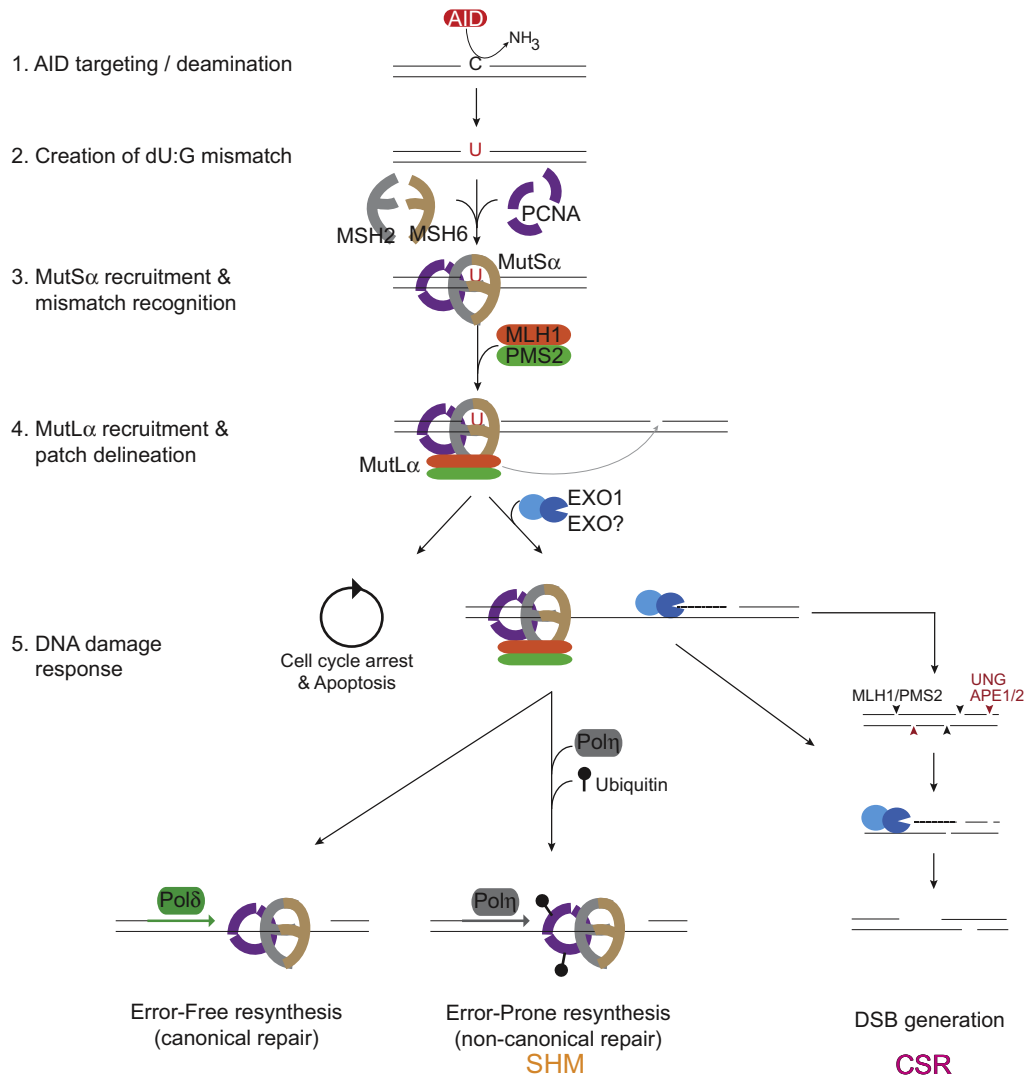 AID
NH3
1. AID targeting / deamination
C
2. Creation of dU:G mismatch
U
PCNA
MSH2
MSH6
MutSα
3. MutSα recruitment &
mismatch recognition
U
MLH1
PMS2
4. MutLα recruitment &
patch delineation
U
MutLα
EXO1
EXO?
5. DNA damage
response
Cell cycle arrest
& Apoptosis
MLH1/PMS2
UNG
APE1/2
Polη
Ubiquitin
Polδ
Polη
Error-Free resynthesis
(canonical repair)
Error-Prone resynthesis
(non-canonical repair)
SHM
DSB generation
CSR